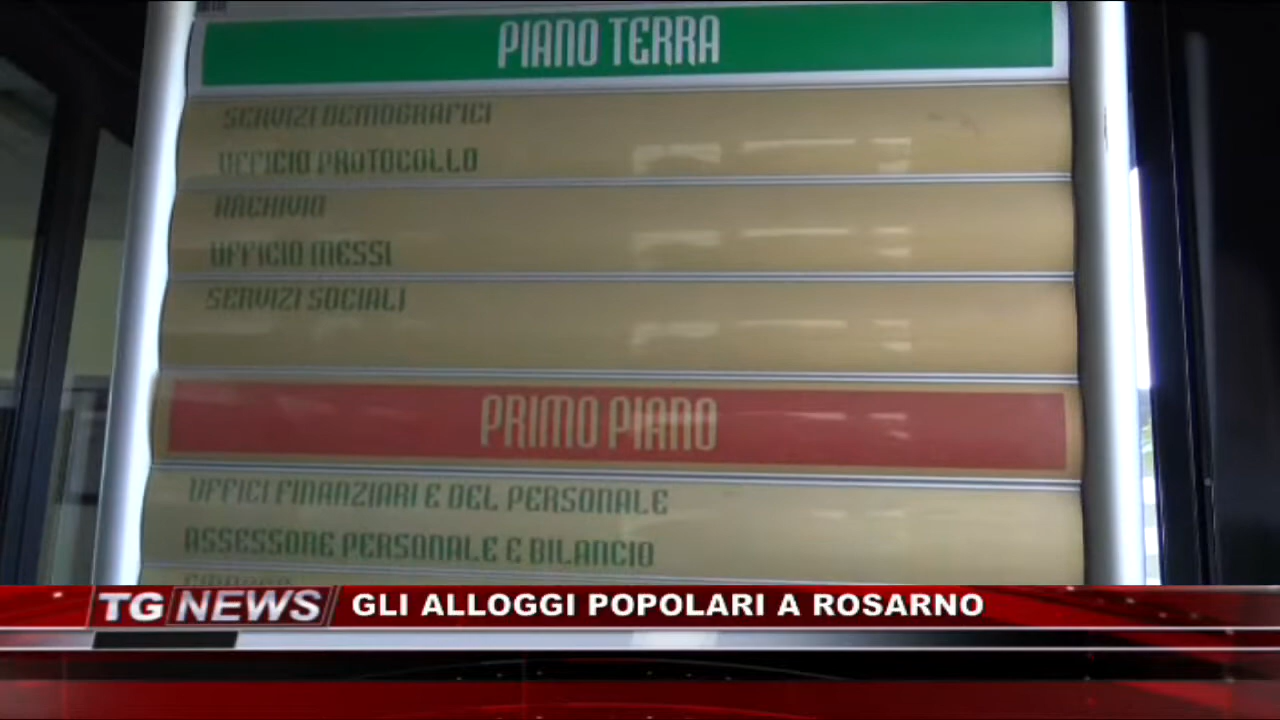 PIANO TERRA
SERVIZI DEMOGRAFICI
UFFICIO PROTOCOLLO
ARCHIVIO
UFFICIO MESSI
SERVIZI SOCIALI
PRIMO PIANO
UFFICI FINANZIARI E DEL PERSONALE
ASSESSORE PERSONALE E BILANCIO
TG NEWS GLI ALLOGGI POPOLARI A ROSARNO